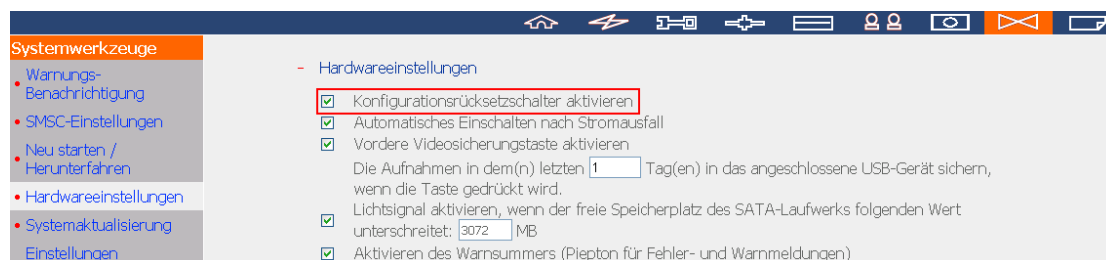 Systemwerkzeuge
Warnungs-
Benachrichtigung
SMSC-Einstellungen
Neu starten /
Herunterfahren
Hardwareeinstellungen
Systemaktualisierung
Einstellungen
- Hardwareeinstellungen
Konfigurationsrücksetzschalter aktivieren
Automatisches Einschalten nach Stromausfall
Vordere Videosicherungstaste aktivieren
Die Aufnahmen in dem(n) letzten 1 Tag(en) in das angeschlossene USB-Gerät sichern,
wenn die Taste gedrückt wird.
Lichtsignal aktivieren, wenn der freie Speicherplatz des SATA-Laufwerks folgenden Wert
unterschreitet: 3072 MB
Aktivieren des Warnsummers (Piepton für Fehler- und Warnmeldungen)